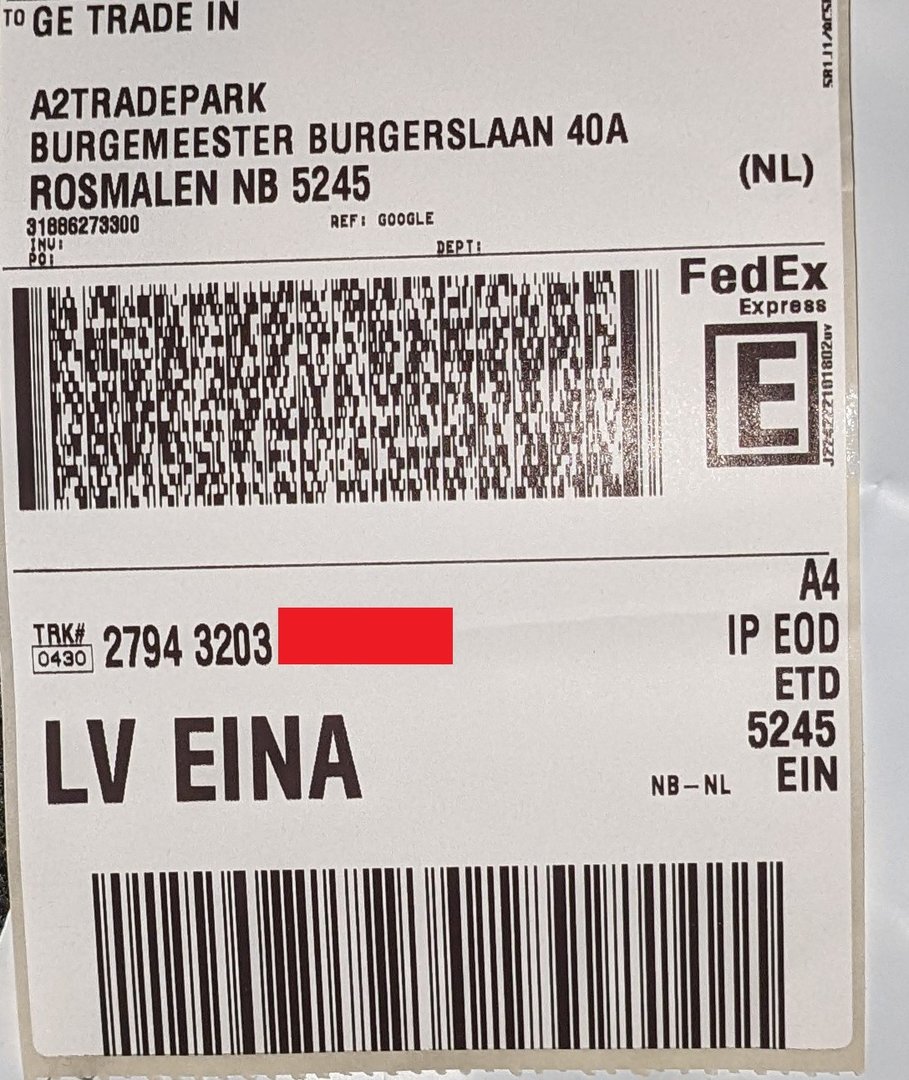 TO GE TRADE IN
A2TRADEPARK
BURGEMEESTER BURGERSLAAN 40A
ROSMALEN NB 5245
(NL)
31886273300
REF: GOOGLE
INV:
PO:
DEPT:
FedEx
Express
E
J224222101802uv
A4
TRK#
0430
2794 3203
IP EOD
ETD
5245
LV EINA
NB-NL EIN